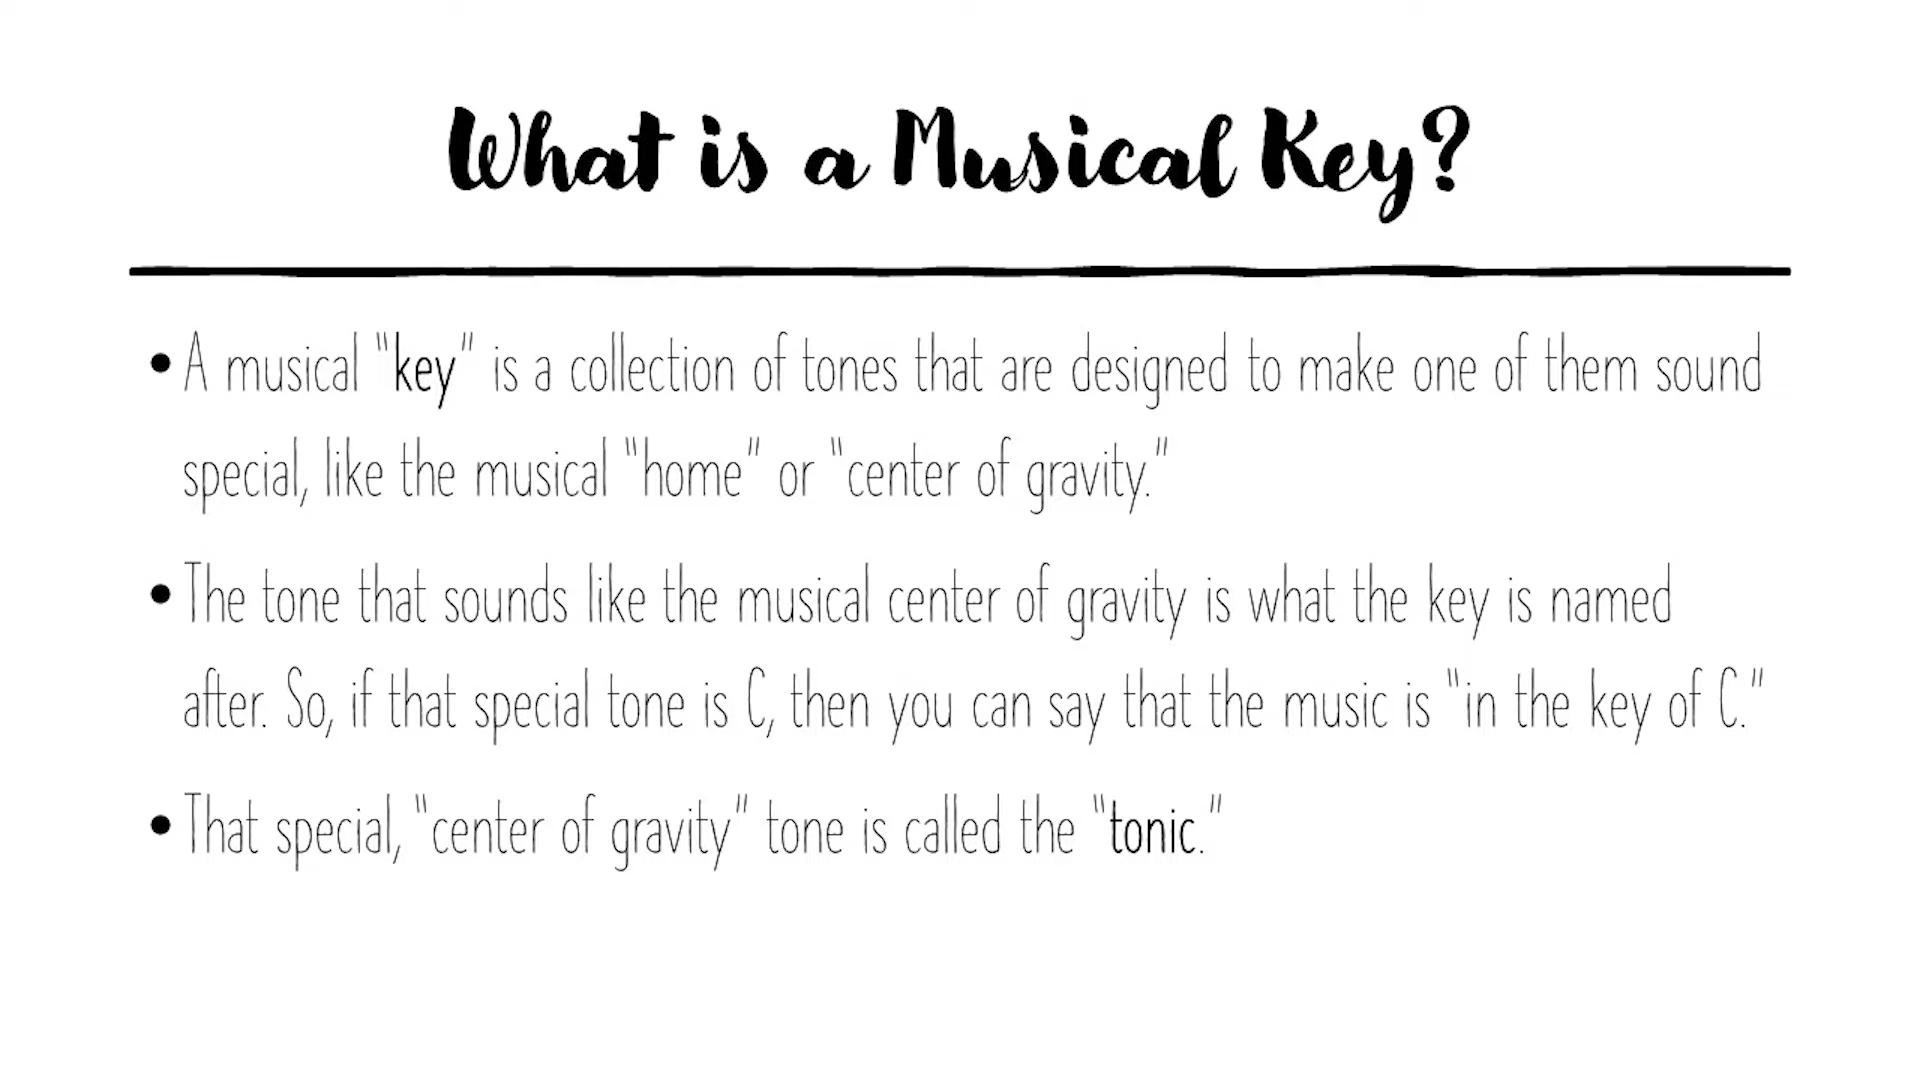 What is a Musical Key?
• A musical "key" is a collection of tones that are designed to make one of them sound
special, like the musical "home" or "center of gravity."
• The tone that sounds like the musical center of gravity is what the key is named
after. So, if that special tone is C, then you can say that the music is "in the key of C."
• That special, "center of gravity" tone is called the "tonic."